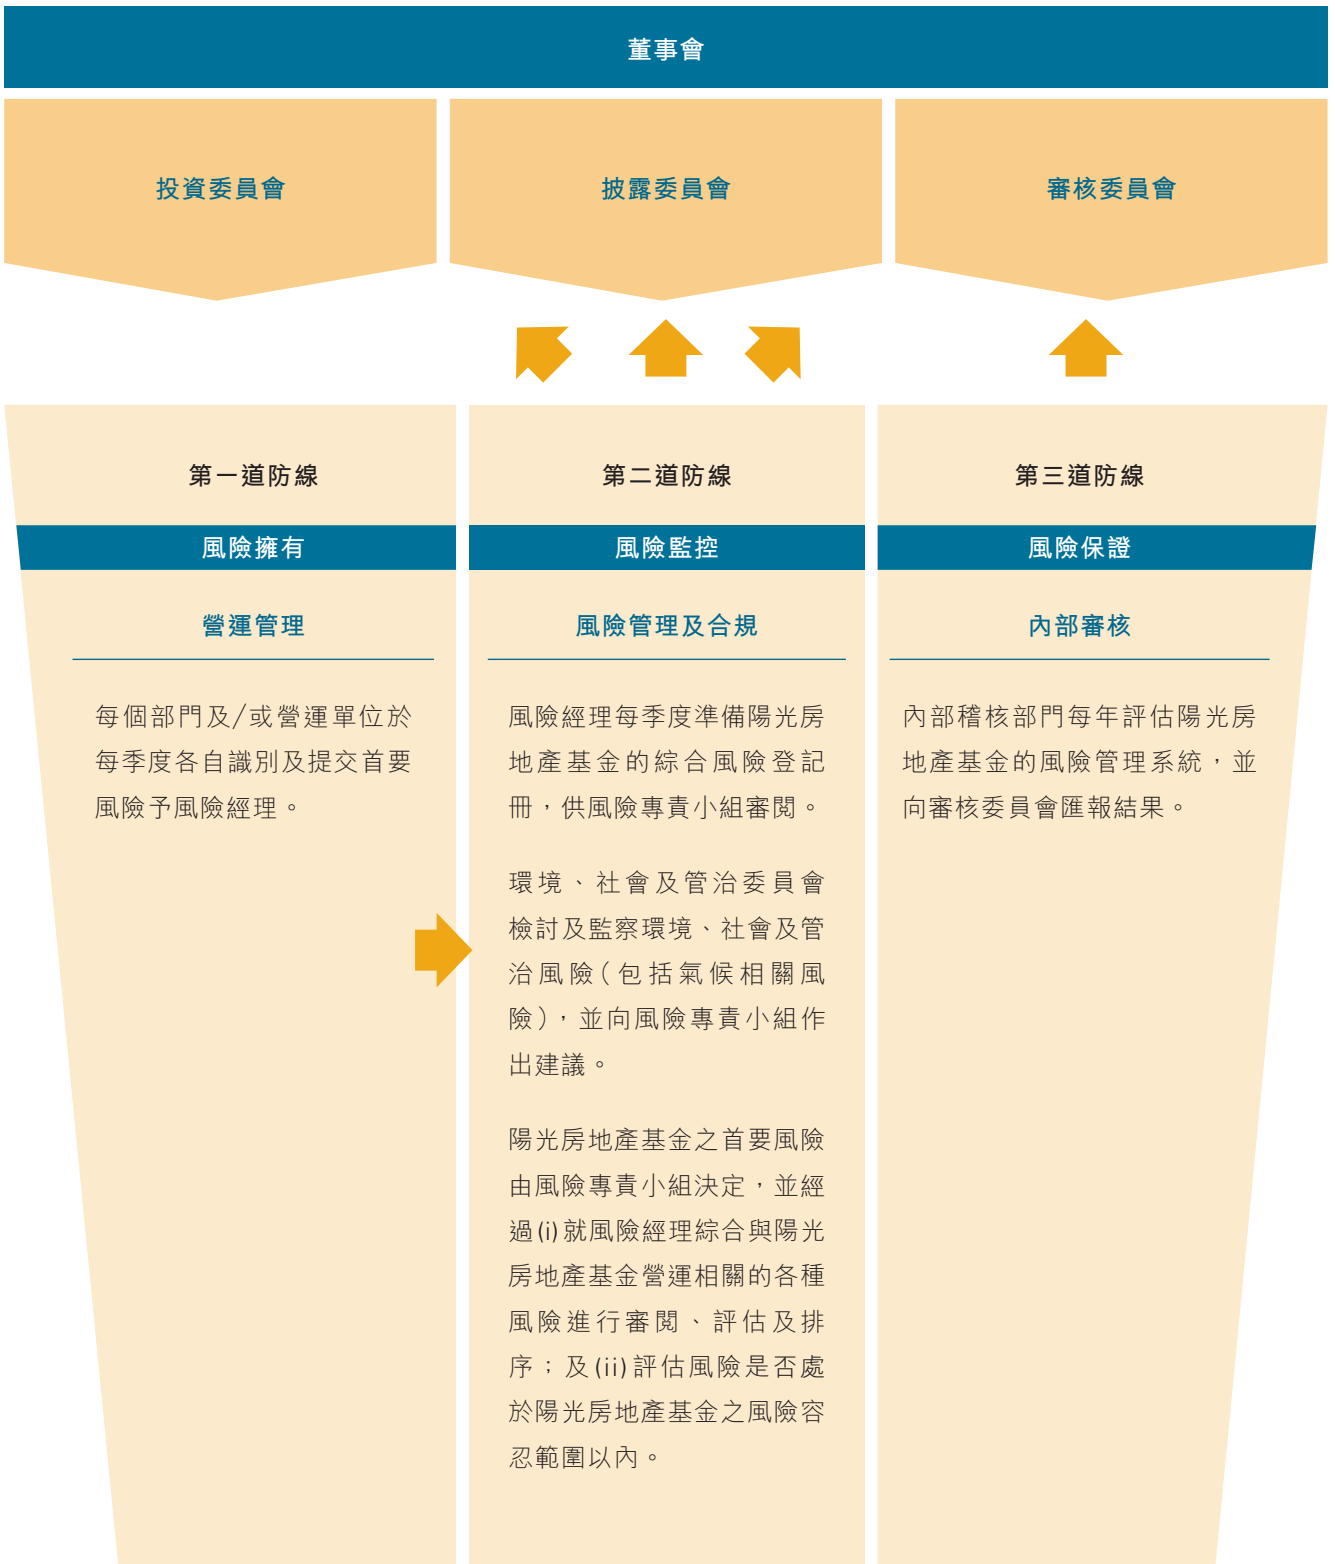 董事會
投資委員會
披露委員會
審核委員會
第一道防線
風險擁有
營運管理
每個部門及/或營運單位於
每季度各自識別及提交首要
風險予風險經理。
第二道防線
風險監控
風險管理及合規
風險經理每季度準備陽光房
地產基金的綜合風險登記
冊，供風險專責小組審閱。
環境、社會及管治委員會
檢討及監察環境、社會及管
治風險(包括氣候相關風
險)，並向風險專責小組作
出建議。
陽光房地產基金之首要風險
由風險專責小組決定，並經
過(i)就風險經理綜合與陽光
房地產基金營運相關的各種
風險進行審閱、評估及排
序；及(ii)評估風險是否處
於陽光房地產基金之風險容
忍範圍以內。
第三道防線
風險保證
內部審核
內部稽核部門每年評估陽光房
地產基金的風險管理系統，並
向審核委員會匯報結果。